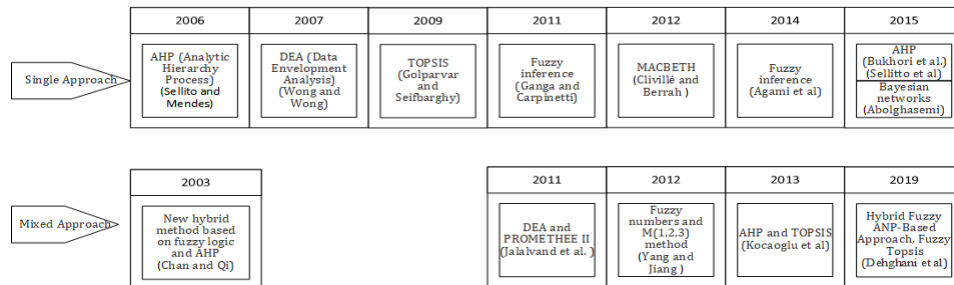 2006 2007 2009 2011 2012 2014 2015
Single Approach
AHP (Analytic
Hierarchy
Process)
(Sellito and
Mendes)
DEA (Data
Envelopment
Analysis)
(Wong and
Wong)
TOPSIS
(Golparvar
and
Seifbarghy)
Fuzzy
inference
(Ganga and
Carpinetti)
MACBETH
(Clivillé and
Berrah )
Fuzzy
inference
(Agami et al)
AHP
(Bukhori et al.)
(Sellitto et al)
Bayesian
networks
(Abolghasemi)
2003 2011 2012 2013 2019
Mixed Approach
New hybrid
method based
on fuzzy logic
and AHP
(Chan and Qi)
DEA and
PROMETHEE II
(Jalalvand et al. )
Fuzzy
numbers and
M(1,2,3)
method
(Yang and
Jiang )
AHP and TOPSIS
(Kocaoglu et al)
Hybrid Fuzzy
ANP-Based
Approach, Fuzzy
Topsis
(Dehghani et al)